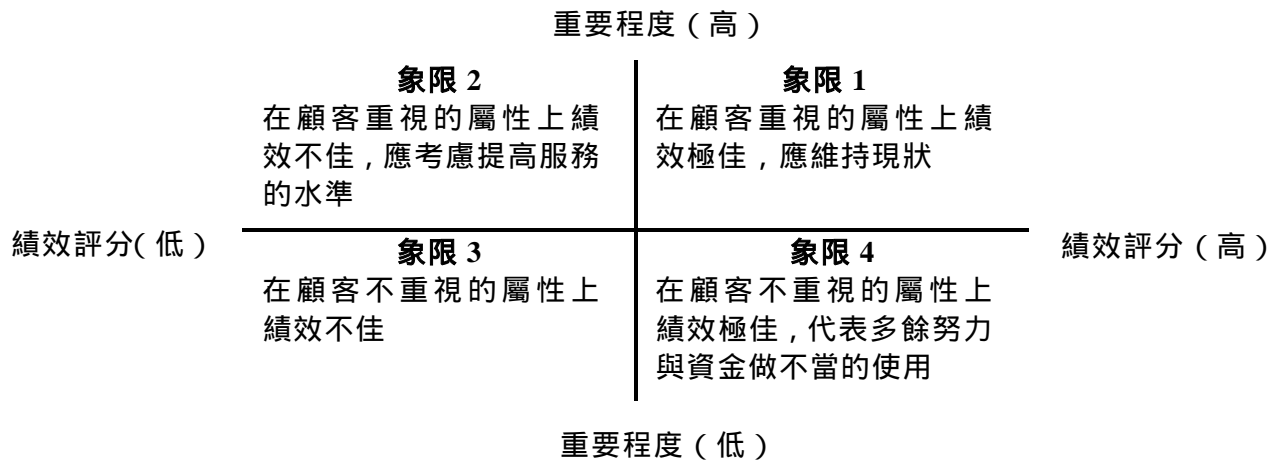 重要程度（高）
象限 2
在顧客重視的屬性上績
效不佳，應考慮提高服務
的水準
象限 1
在顧客重視的屬性上績
效極佳，應維持現狀
績效評分（低）
績效評分（高）
象限 3
在顧客不重視的屬性上
績效不佳
象限 4
在顧客不重視的屬性上
績效極佳，代表多餘努力
與資金做不當的使用
重要程度（低）